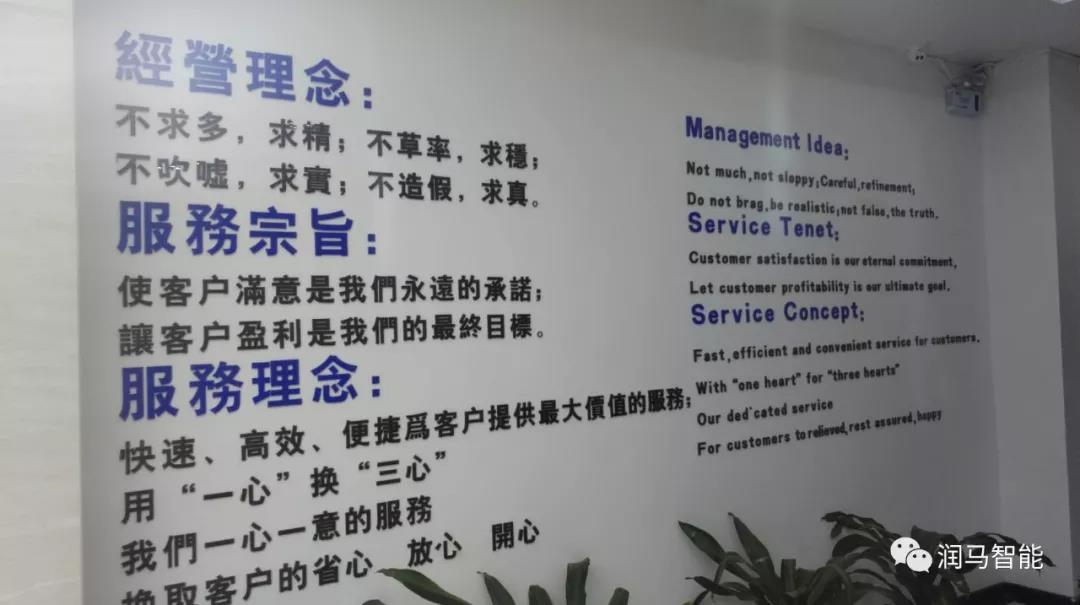 經營理念：
不求多，求精；不草率，求穩；
不吹噓，求實；不造假，求真。
服務宗旨：
使客户滿意是我們永遠的承諾；
讓客户盈利是我們的最終目標。
服務理念：
快速、高效、便捷爲客户提供最大價值的服務；
用“一心”换“三心”
我們一心一意的服務
换取客户的省心 放心 開心
Management Idea:
Not much,not sloppy;Careful,refinement;
Do not brag,be realistic;not false,the truth.
Service Tenet:
Customer satisfaction is our eternal commitment,
Let customer profitability is our ultimate goal.
Service Concept:
Fast,efficient and convenient service for customers.
With “one heart” for “three hearts”
Our ded cated service
For customers to relieved,rest assured,happy
润马智能